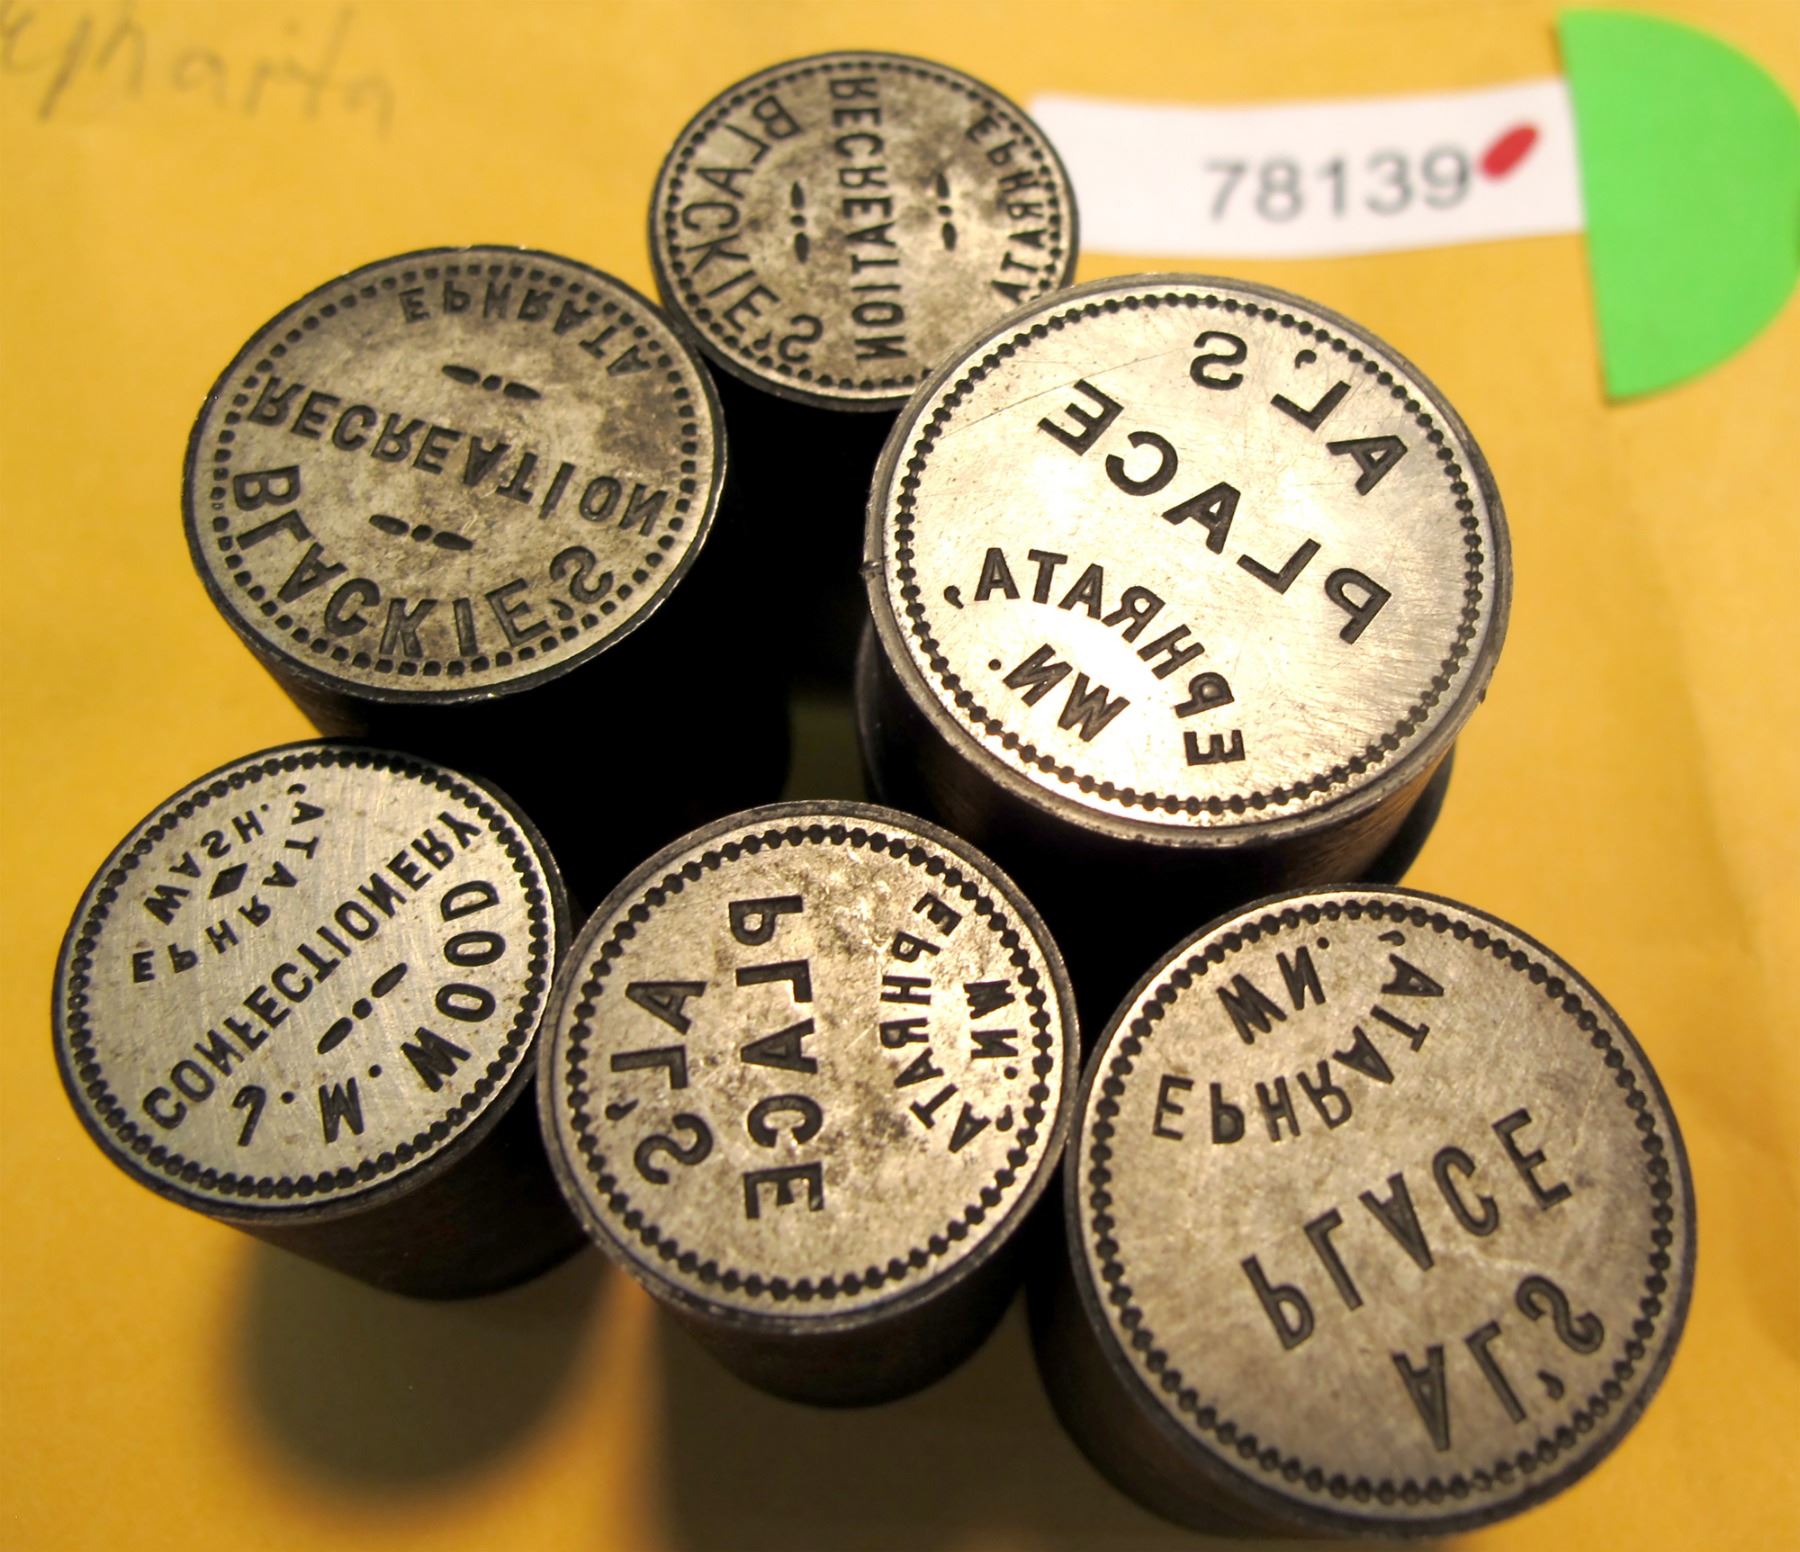 78139
BLACKIE'S
RECREATION
EPHRATA
BLACKIE'S
RECREATION
EPHRATA.
AL'S
PLACE
EPHRATA,
WN.
J. W. WOOD
CONFECTIONERY
EPHRATA,
WASH.
AL'S
PLACE
EPHRATA,
WN.
AL'S
PLACE
EPHRATA,
WN.